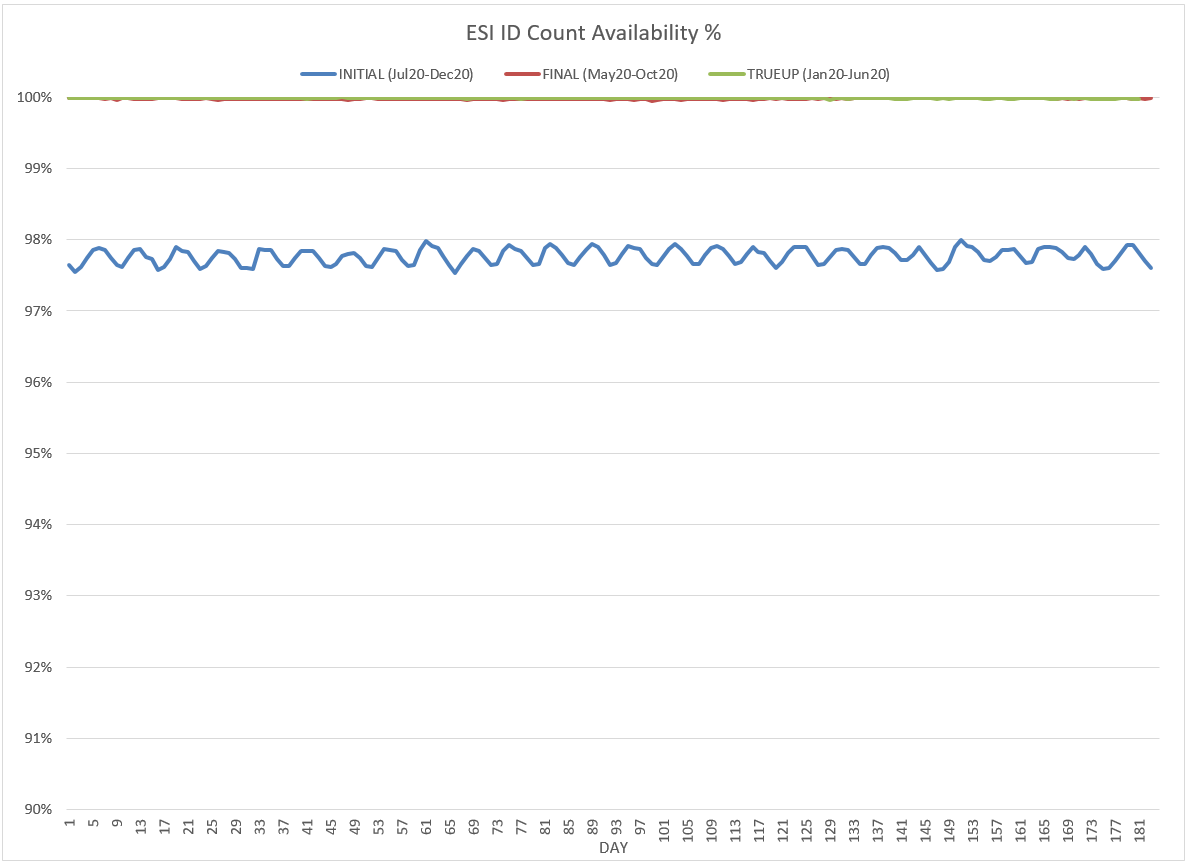 ESI ID Count Availability %
INITIAL (Jul20-Dec20) FINAL (May20-Oct20) TRUEUP (Jan20-Jun20)
100%
99%
98%
97%
96%
95%
94%
93%
92%
91%
90%
1 5 9 13 17 21 25 29 33 37 41 45 49 53 57 61 65 69 73 77 81 85 89 93 97 101 105 109 113 117 121 125 129 133 137 141 145 149 153 157 161 165 169 173 177 181
DAY